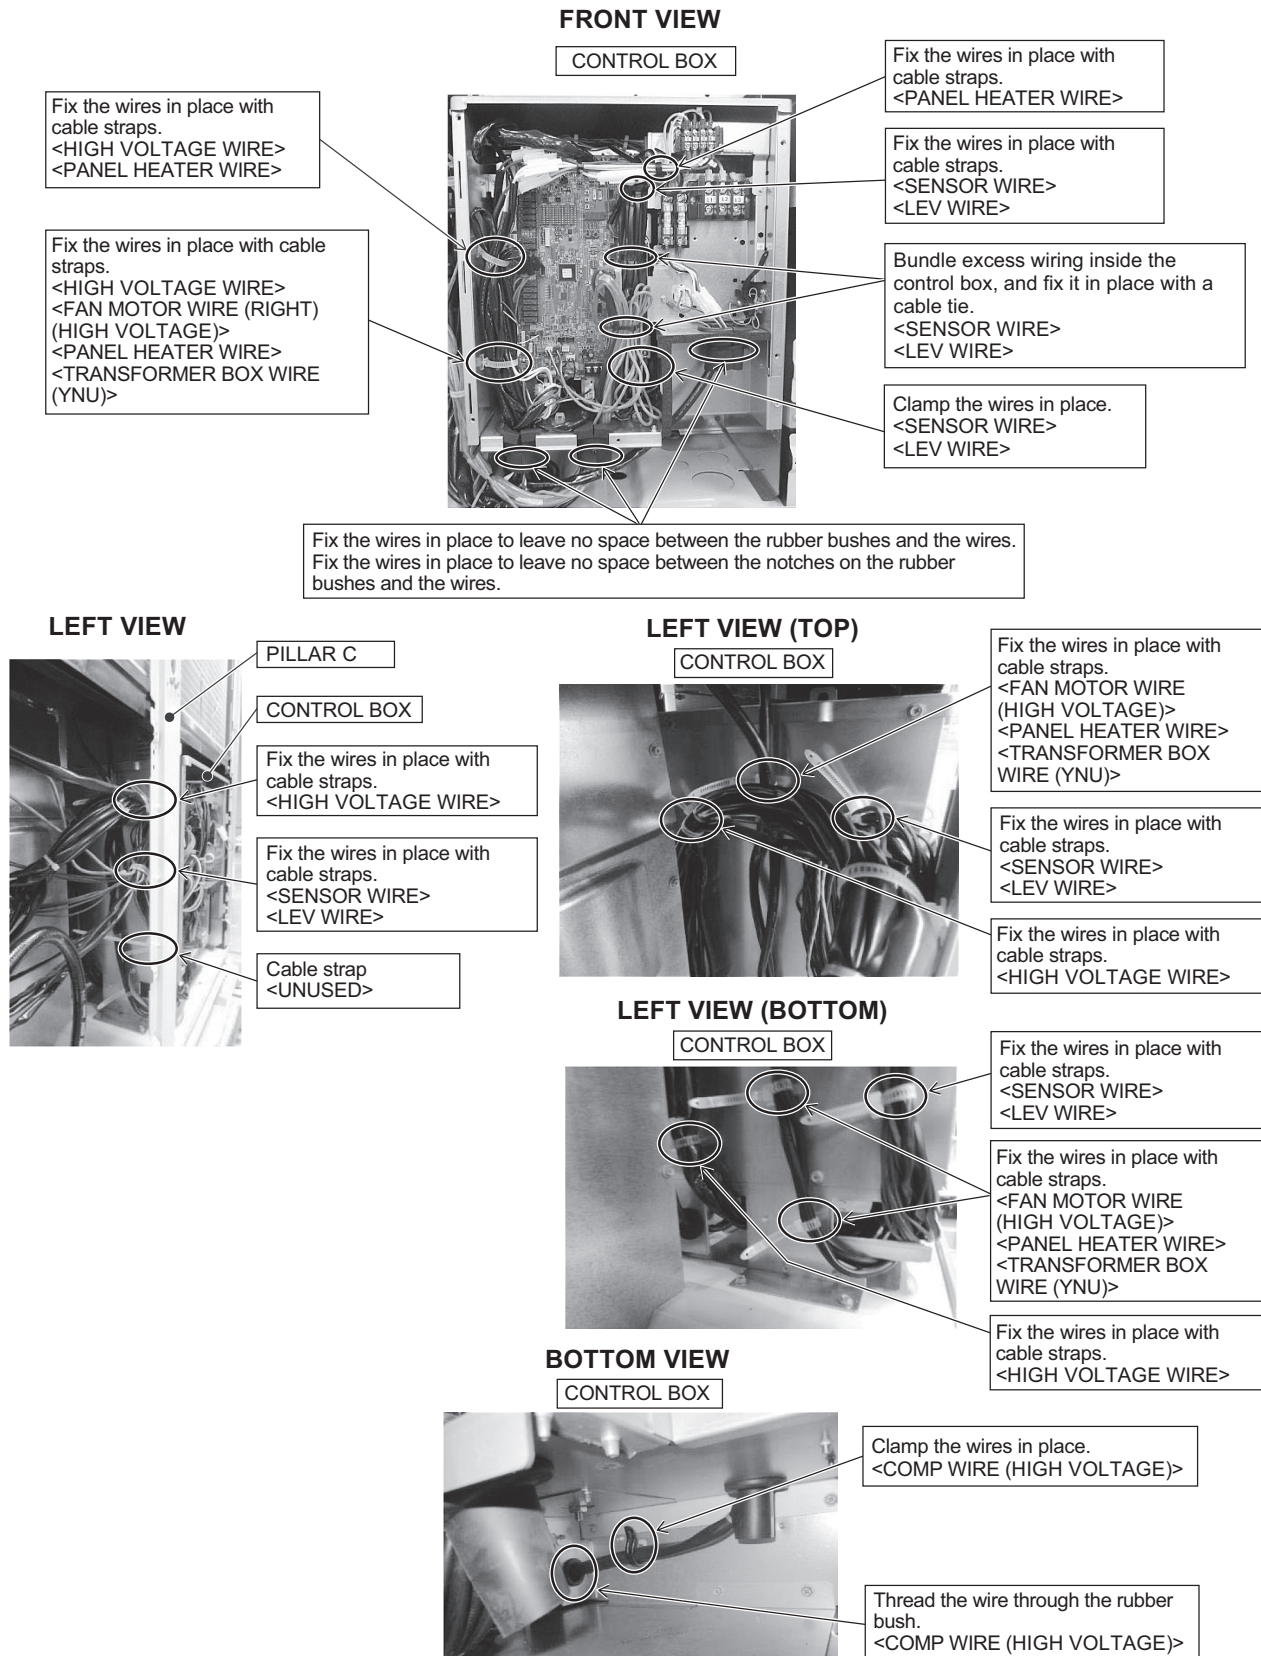 FRONT VIEW
CONTROL BOX
Fix the wires in place with
cable straps.
<PANEL HEATER WIRE>
Fix the wires in place with
cable straps.
<HIGH VOLTAGE WIRE>
<PANEL HEATER WIRE>
Fix the wires in place with
cable straps.
<SENSOR WIRE>
<LEV WIRE>
Fix the wires in place with cable
straps.
<HIGH VOLTAGE WIRE>
<FAN MOTOR WIRE (RIGHT)
(HIGH VOLTAGE)>
<PANEL HEATER WIRE>
<TRANSFORMER BOX WIRE
(YNU)>
Bundle excess wiring inside the
control box, and fix it in place with a
cable tie.
<SENSOR WIRE>
<LEV WIRE>
Clamp the wires in place.
<SENSOR WIRE>
<LEV WIRE>
Fix the wires in place to leave no space between the rubber bushes and the wires.
Fix the wires in place to leave no space between the notches on the rubber
bushes and the wires.
LEFT VIEW
PILLAR C
CONTROL BOX
Fix the wires in place with
cable straps.
<HIGH VOLTAGE WIRE>
Fix the wires in place with
cable straps.
<SENSOR WIRE>
<LEV WIRE>
Cable strap
<UNUSED>
LEFT VIEW (TOP)
CONTROL BOX
Fix the wires in place with
cable straps.
<FAN MOTOR WIRE
(HIGH VOLTAGE)>
<PANEL HEATER WIRE>
<TRANSFORMER BOX
WIRE (YNU)>
Fix the wires in place with
cable straps.
<SENSOR WIRE>
<LEV WIRE>
Fix the wires in place with
cable straps.
<HIGH VOLTAGE WIRE>
LEFT VIEW (BOTTOM)
CONTROL BOX
Fix the wires in place with
cable straps.
<SENSOR WIRE>
<LEV WIRE>
Fix the wires in place with
cable straps.
<FAN MOTOR WIRE
(HIGH VOLTAGE)>
<PANEL HEATER WIRE>
<TRANSFORMER BOX
WIRE (YNU)>
Fix the wires in place with
cable straps.
<HIGH VOLTAGE WIRE>
BOTTOM VIEW
CONTROL BOX
Clamp the wires in place.
<COMP WIRE (HIGH VOLTAGE)>
Thread the wire through the rubber
bush.
<COMP WIRE (HIGH VOLTAGE)>